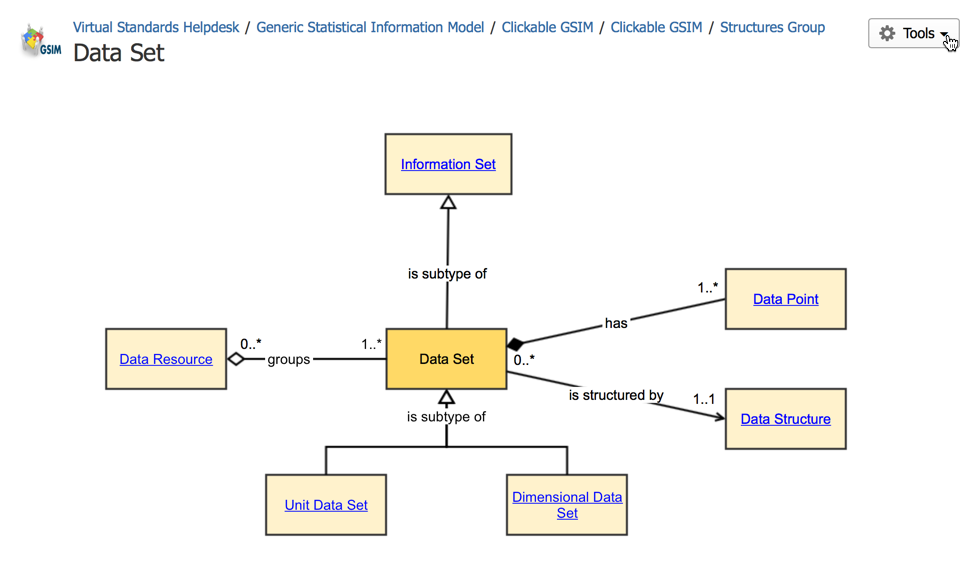 Virtual Standards Helpdesk / Generic Statistical Information Model / Clickable GSIM / Clickable GSIM / Structures Group
Tools
GSIM
Data Set
Information Set
is subtype of
1..*
Data Point
has
0..*
1..*
Data Resource
groups
Data Set
0..*
is structured by
1..1
Data Structure
is subtype of
Unit Data Set
Dimensional Data
Set